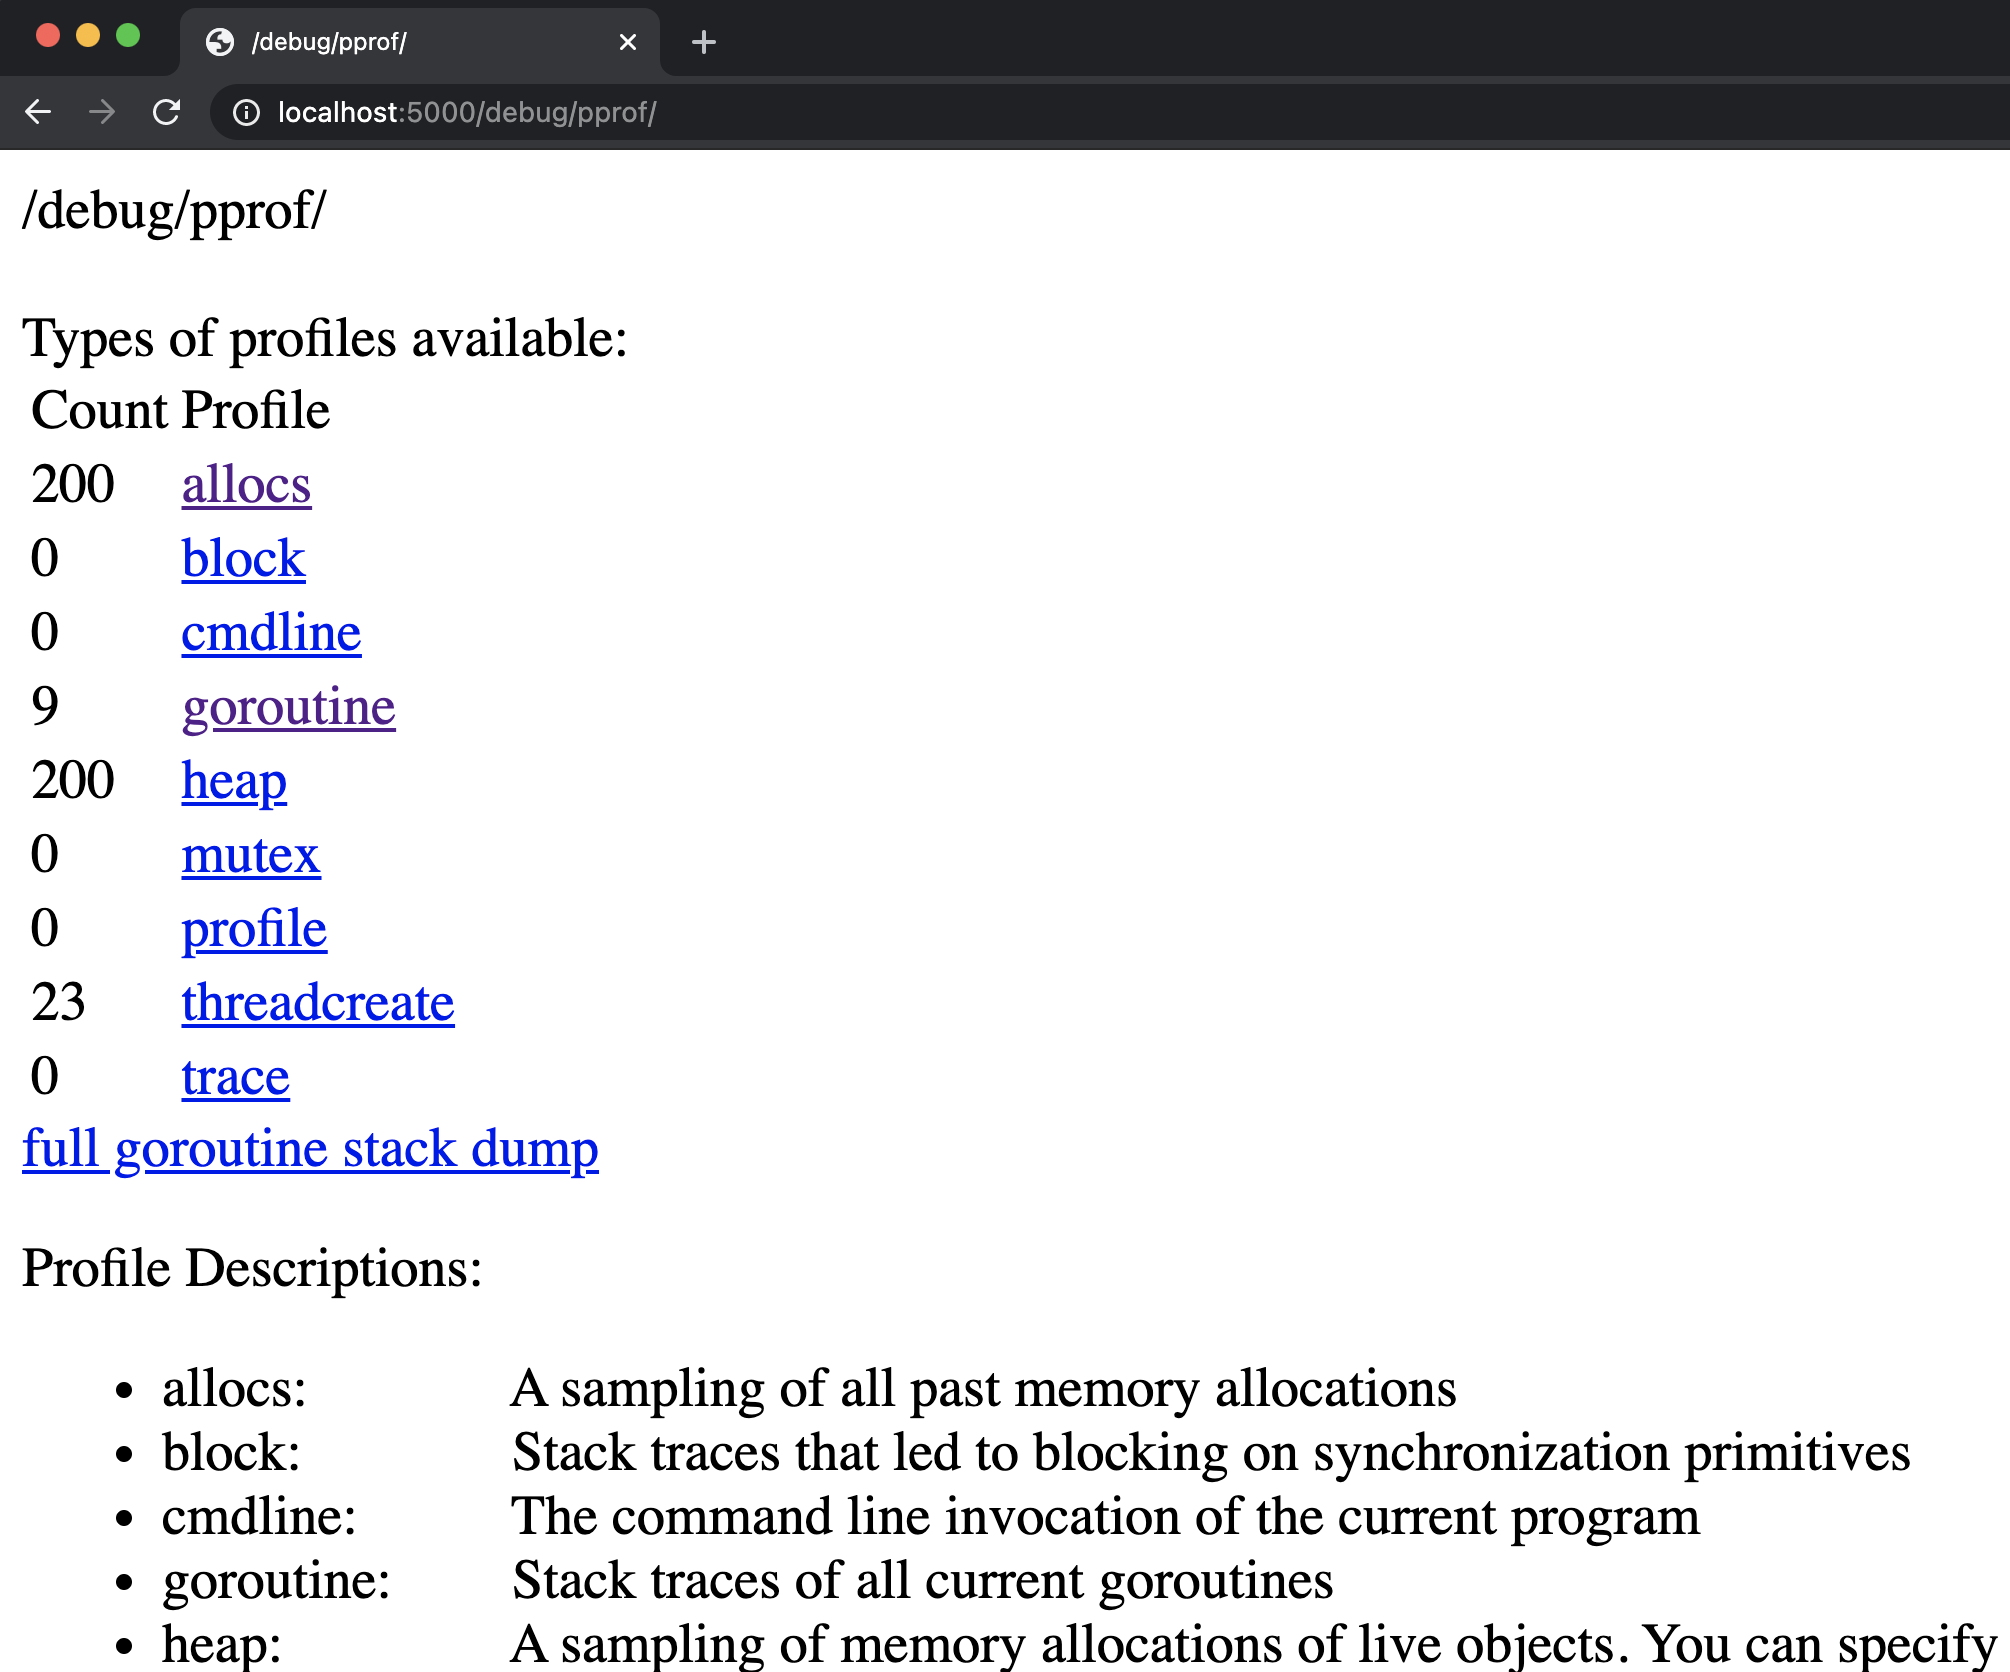 /debug/pprof/
localhost:5000/debug/pprof/
/debug/pprof/
Types of profiles available:
Count Profile
200 allocs
0 block
0 cmdline
9 goroutine
200 heap
0 mutex
0 profile
23 threadcreate
0 trace
full goroutine stack dump
Profile Descriptions:
• allocs: A sampling of all past memory allocations
• block: Stack traces that led to blocking on synchronization primitives
• cmdline: The command line invocation of the current program
• goroutine: Stack traces of all current goroutines
• heap: A sampling of memory allocations of live objects. You can specify